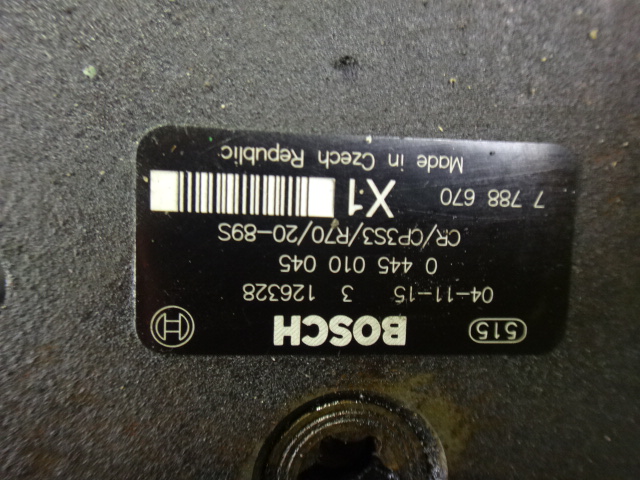 515 BOSCH
04-11-15 3 126328
0 445 010 045
CR/CP3S3/R70/20-89S
7 788 670 X:1
Made in Czech Republic